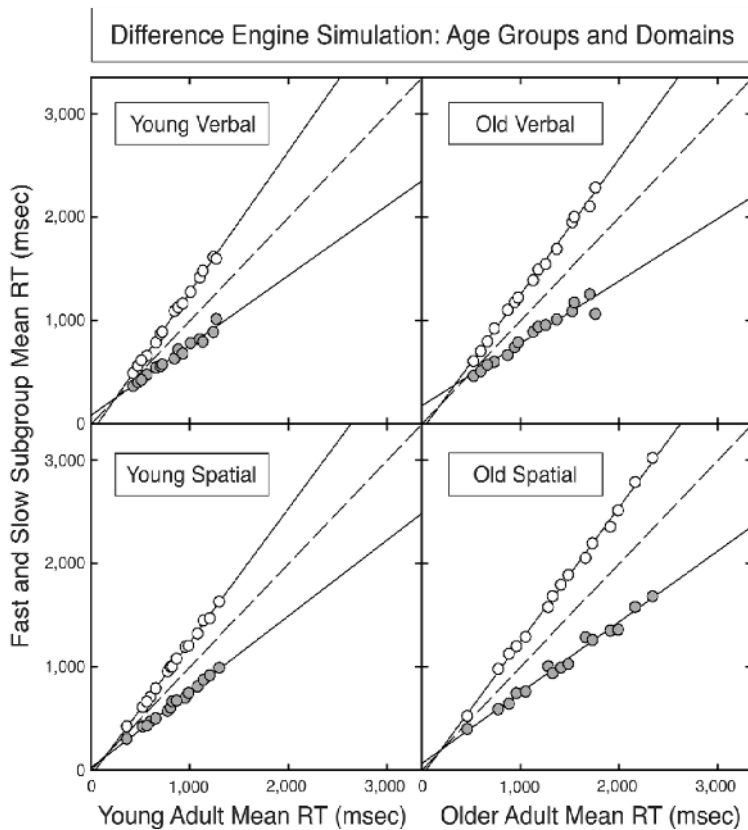 Difference Engine Simulation: Age Groups and Domains
Fast and Slow Subgroup Mean RT (msec)
3,000
2,000
1,000
0
Young Verbal
Old Verbal
3,000
2,000
1,000
0
Young Spatial
Old Spatial
0 1,000 2,000 3,000 0 1,000 2,000 3,000
Young Adult Mean RT (msec) Older Adult Mean RT (msec)